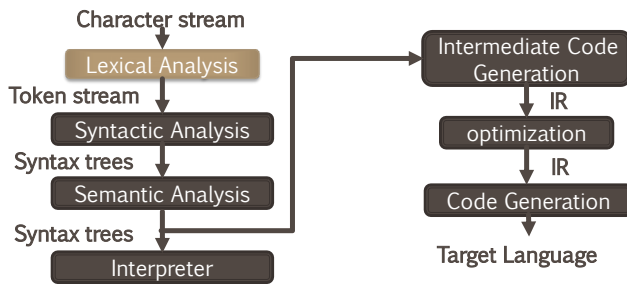 Character stream
Lexical Analysis
Token stream
Syntactic Analysis
Syntax trees
Semantic Analysis
Syntax trees
Interpreter
Intermediate Code
Generation
IR
optimization
IR
Code Generation
Target Language